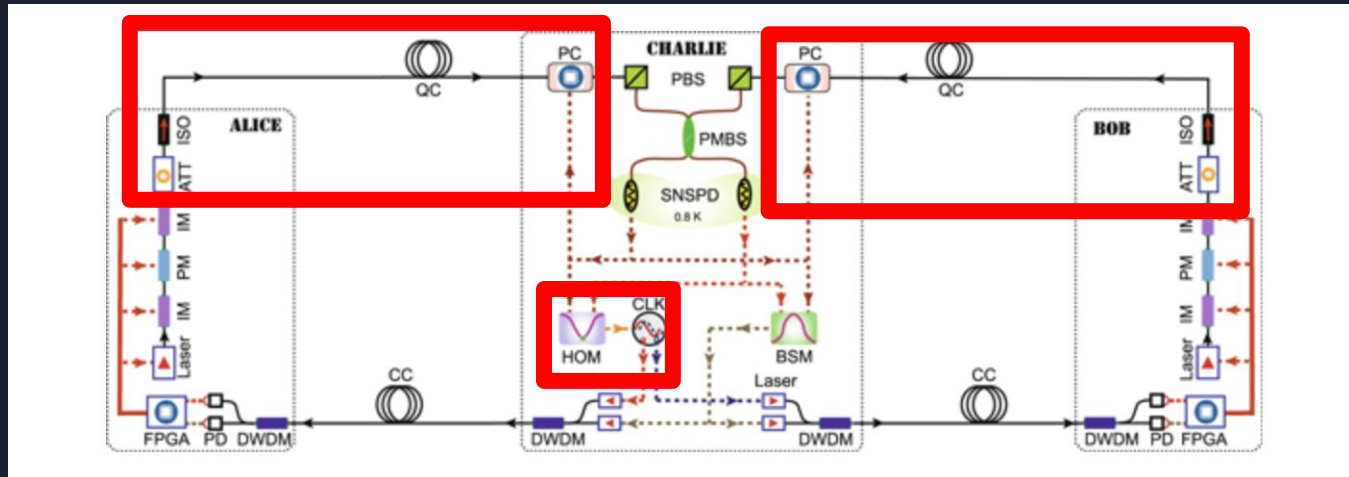 CHARLIE
PC
PC
QC
PBS
QC
ALICE
ISO
BOB
ISO
PMBS
ATT
ATT
SNSPD
0.8 K
IM
IM
PM
PM
IM
IM
CLK
HOM
BSM
Laser
Laser
Laser
CC
CC
FPGA PD DWDM
DWDM
DWDM
DWDM PD FPGA